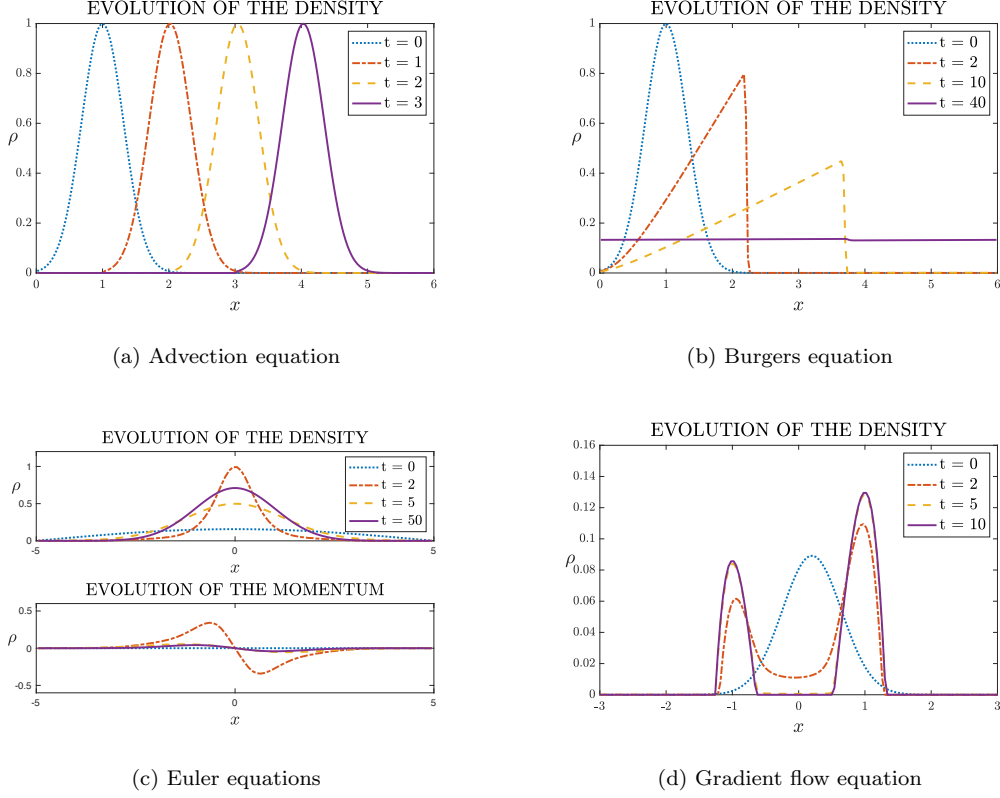 EVOLUTION OF THE DENSITY
1
0.8
0.6
0.4
0.2
0
ρ
0 1 2 3 4 5 6
x
t = 0
t = 1
t = 2
t = 3
(a) Advection equation
EVOLUTION OF THE DENSITY
1
0.8
0.6
0.4
0.2
0
ρ
0 1 2 3 4 5 6
x
t = 0
t = 2
t = 10
t = 40
(b) Burgers equation
EVOLUTION OF THE DENSITY
1
0.5
0
ρ
-5 0 5
x
t = 0
t = 2
t = 5
t = 50
EVOLUTION OF THE MOMENTUM
0.5
0
-0.5
ρ
-5 0 5
x
(c) Euler equations
EVOLUTION OF THE DENSITY
0.16
0.14
0.12
0.1
0.08
0.06
0.04
0.02
0
ρ
-3 -2 -1 0 1 2 3
x
t = 0
t = 2
t = 5
t = 10
(d) Gradient flow equation